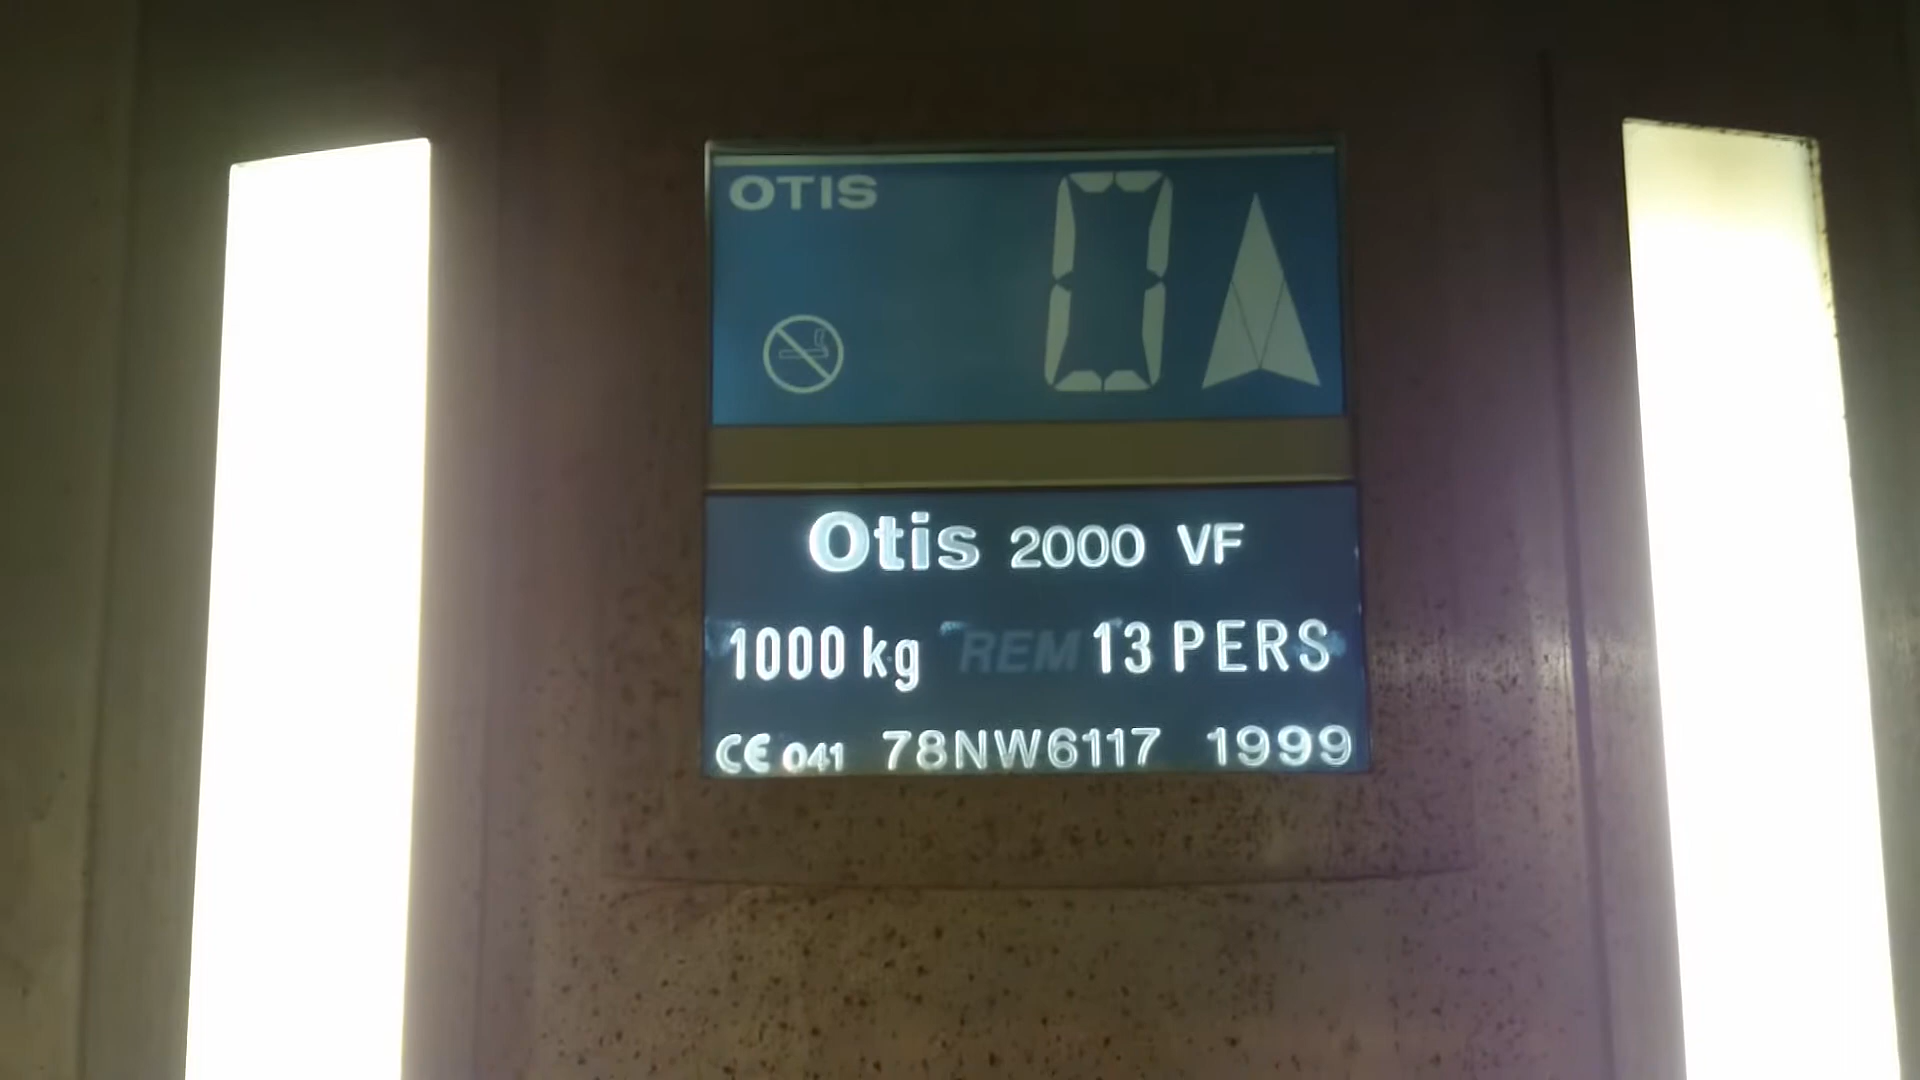 OTIS
0
Otis 2000 VF
1000 kg REM 13 PERS
CE 041 78NW6117 1999